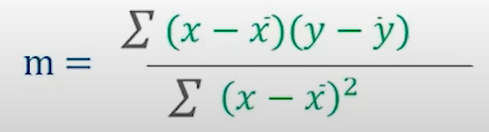 m = ∑ (x − x̄)(y − ẏ) / ∑ (x − x̄)²